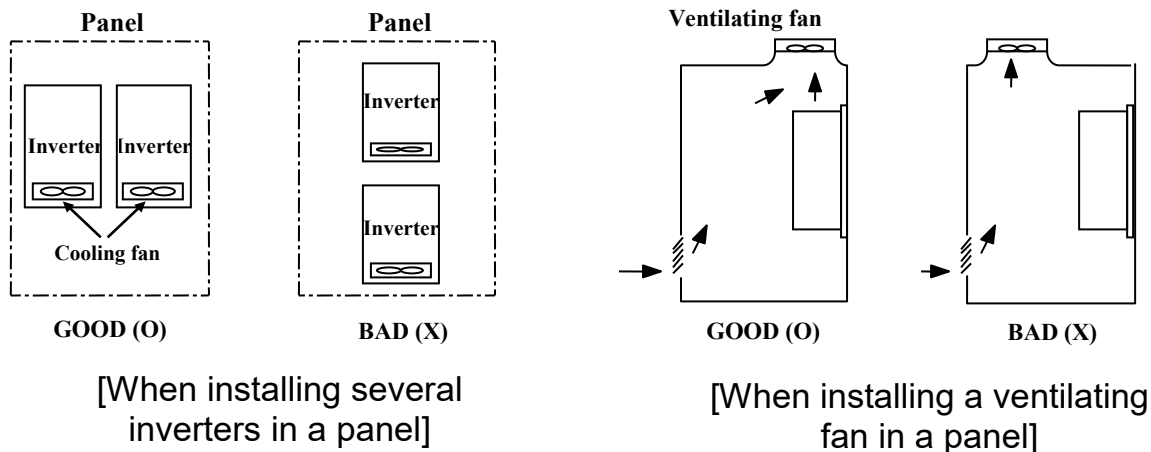 Panel
Inverter
Inverter
Cooling fan
GOOD (O)
Panel
Inverter
Inverter
BAD (X)
[When installing several
inverters in a panel]
Ventilating fan
GOOD (O)
BAD (X)
[When installing a ventilating
fan in a panel]